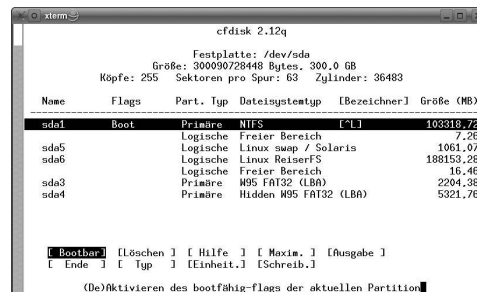 xterm
cfdisk 2.12q
Festplatte: /dev/sda
Größe: 300090728448 Bytes, 300.0 GB
Köpfe: 255 Sektoren pro Spur: 63 Zylinder: 36483
Name Flags Part. Typ Dateisystemtyp [Bezeichner] Größe (MB)
sda1 Boot Primäre NTFS [^L] 103318,72
Logische Freier Bereich 7,26
sda5 Logische Linux swap / Solaris 1061,07
sda6 Logische Linux ReiserFS 188153,28
Logische Freier Bereich 16,46
sda3 Primäre W95 FAT32 (LBA) 2204,38
sda4 Primäre Hidden W95 FAT32 (LBA) 5321,76
[ Bootbar] [Löschen ] [ Hilfe ] [ Maxim. ] [Ausgabe ]
[ Ende ] [ Typ ] [Einheit.] [Schreib.]
(De)Aktivieren des bootfähig-flags der aktuellen Partition